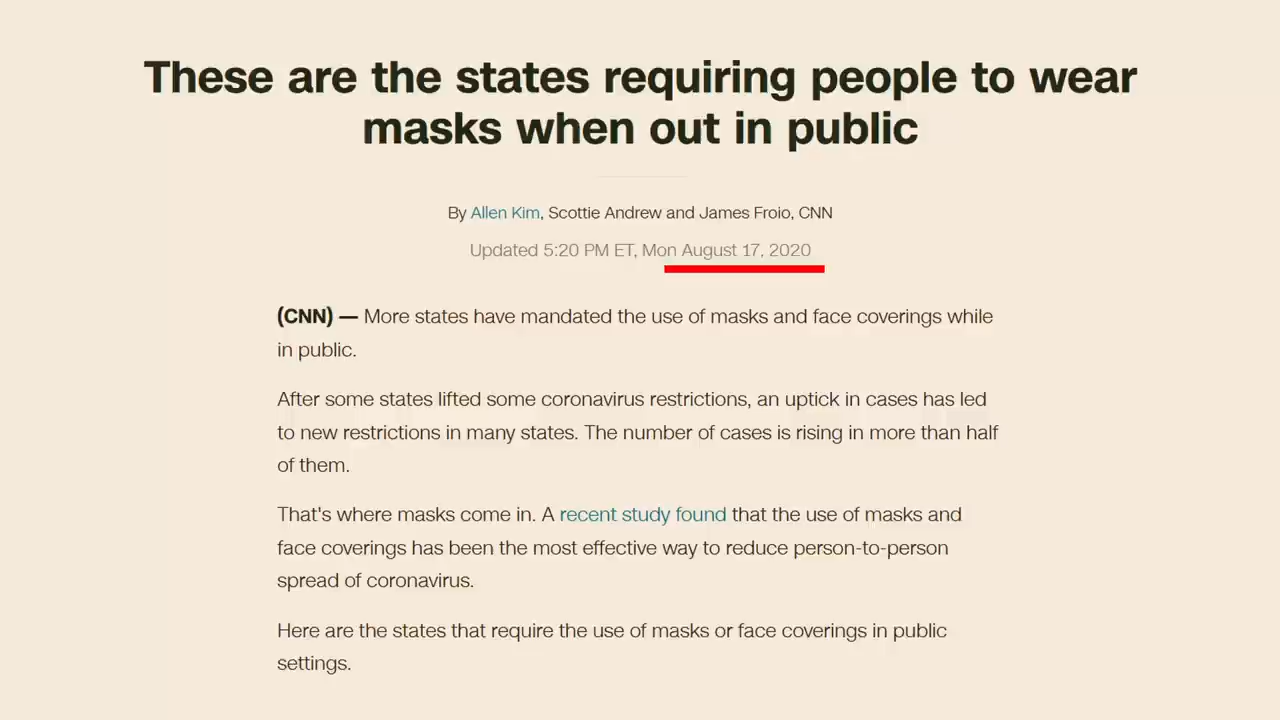 These are the states requiring people to wear
masks when out in public
By Allen Kim, Scottie Andrew and James Froio, CNN
Updated 5:20 PM ET, Mon August 17, 2020
(CNN) — More states have mandated the use of masks and face coverings while
in public.
After some states lifted some coronavirus restrictions, an uptick in cases has led
to new restrictions in many states. The number of cases is rising in more than half
of them.
That's where masks come in. A recent study found that the use of masks and
face coverings has been the most effective way to reduce person-to-person
spread of coronavirus.
Here are the states that require the use of masks or face coverings in public
settings.